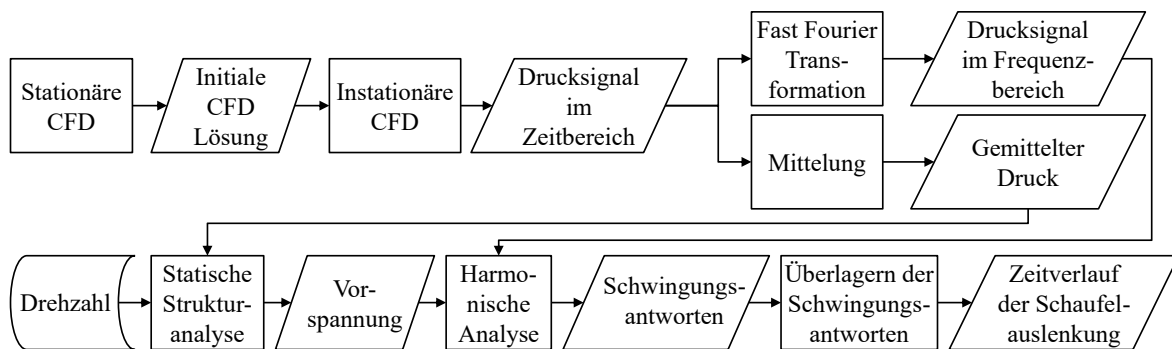 Stationäre
CFD
Initiale
CFD
Lösung
Instationäre
CFD
Drucksignal
im
Zeitbereich
Fast Fourier
Trans-
formation
Drucksignal
im Frequenz-
bereich
Mittelung
Gemittelter
Druck
Drehzahl
Statische
Struktur-
analyse
Vor-
spannung
Harmo-
nische
Analyse
Schwingungs-
antworten
Überlagern der
Schwingungs-
antworten
Zeitverlauf
der Schaufel-
auslenkung